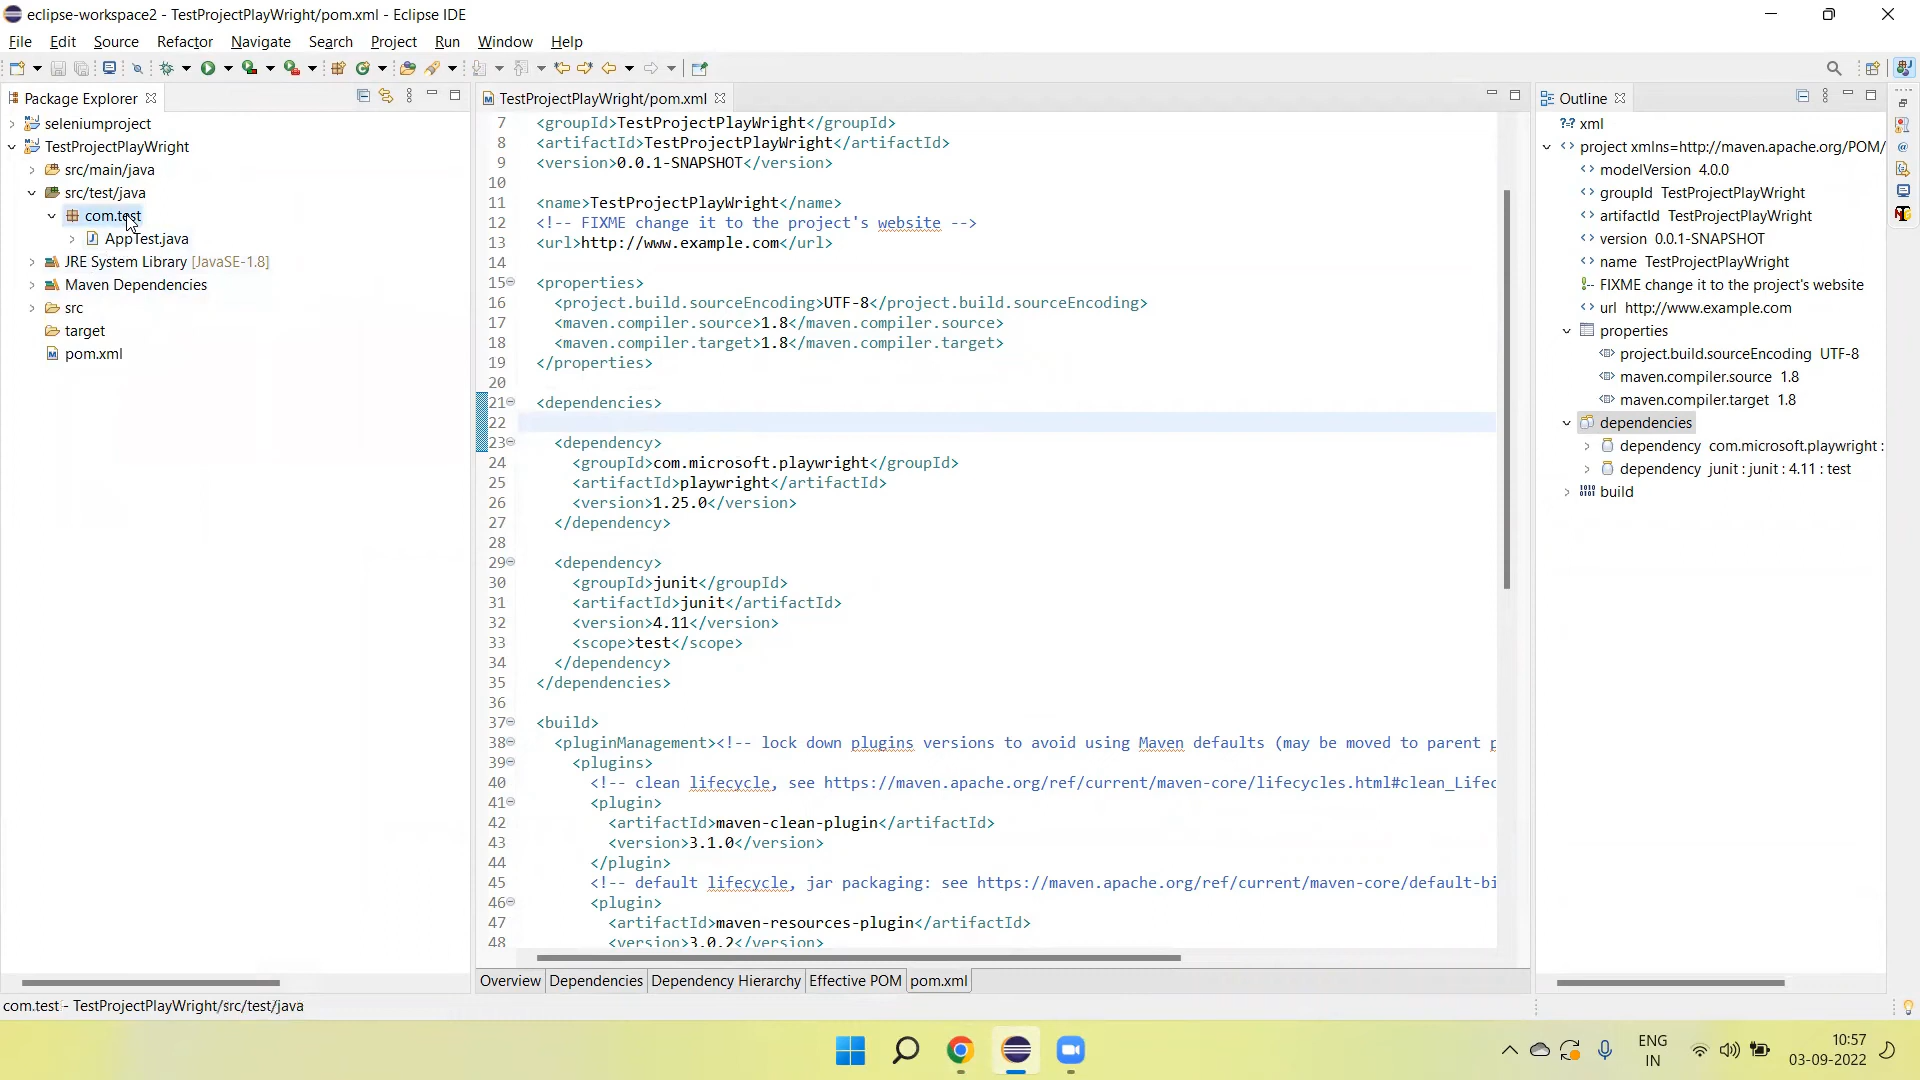 eclipse-workspace2 - TestProjectPlayWright/pom.xml - Eclipse IDE
File Edit Source Refactor Navigate Search Project Run Window Help
Package Explorer
seleniumproject
TestProjectPlayWright
src/main/java
src/test/java
com.test
AppTest.java
JRE System Library [JavaSE-1.8]
Maven Dependencies
src
target
pom.xml
TestProjectPlayWright/pom.xml
7 <groupId>TestProjectPlayWright</groupId>
8 <artifactId>TestProjectPlayWright</artifactId>
9 <version>0.0.1-SNAPSHOT</version>
10
11 <name>TestProjectPlayWright</name>
12 <!-- FIXME change it to the project's website -->
13 <url>http://www.example.com</url>
14
15 <properties>
16 <project.build.sourceEncoding>UTF-8</project.build.sourceEncoding>
17 <maven.compiler.source>1.8</maven.compiler.source>
18 <maven.compiler.target>1.8</maven.compiler.target>
19 </properties>
20
21 <dependencies>
22
23 <dependency>
24 <groupId>com.microsoft.playwright</groupId>
25 <artifactId>playwright</artifactId>
26 <version>1.25.0</version>
27 </dependency>
28
29 <dependency>
30 <groupId>junit</groupId>
31 <artifactId>junit</artifactId>
32 <version>4.11</version>
33 <scope>test</scope>
34 </dependency>
35 </dependencies>
36
37 <build>
38 <pluginManagement><!-- lock down plugins versions to avoid using Maven defaults (may be moved to parent p
39 <plugins>
40 <!-- clean lifecycle, see https://maven.apache.org/ref/current/maven-core/lifecycles.html#clean_Lifec
41 <plugin>
42 <artifactId>maven-clean-plugin</artifactId>
43 <version>3.1.0</version>
44 </plugin>
45 <!-- default lifecycle, jar packaging: see https://maven.apache.org/ref/current/maven-core/default-bi
46 <plugin>
47 <artifactId>maven-resources-plugin</artifactId>
48 <version>3.0.2</version>
Overview Dependencies Dependency Hierarchy Effective POM pom.xml
Outline
xml
project xmlns=http://maven.apache.org/POM/
modelVersion 4.0.0
groupId TestProjectPlayWright
artifactId TestProjectPlayWright
version 0.0.1-SNAPSHOT
name TestProjectPlayWright
FIXME change it to the project's website
url http://www.example.com
properties
project.build.sourceEncoding UTF-8
maven.compiler.source 1.8
maven.compiler.target 1.8
dependencies
dependency com.microsoft.playwright :
dependency junit : junit : 4.11 : test
build
com.test - TestProjectPlayWright/src/test/java
ENG
IN
10:57
03-09-2022